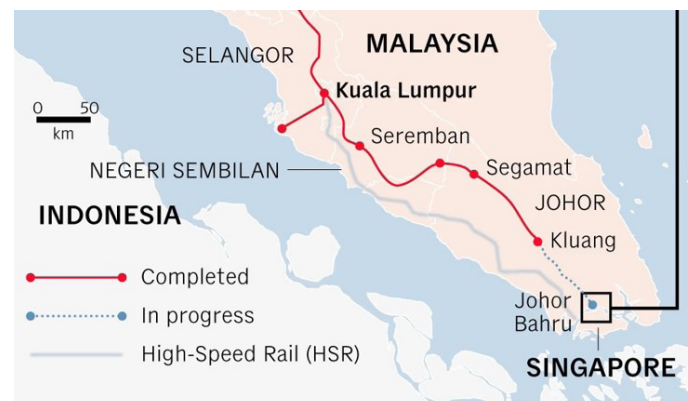 SELANGOR
MALAYSIA
Kuala Lumpur
0 50
km
Seremban
NEGERI SEMBILAN
Segamat
INDONESIA
JOHOR
Kluang
Completed
In progress
High-Speed Rail (HSR)
Johor
Bahru
SINGAPORE